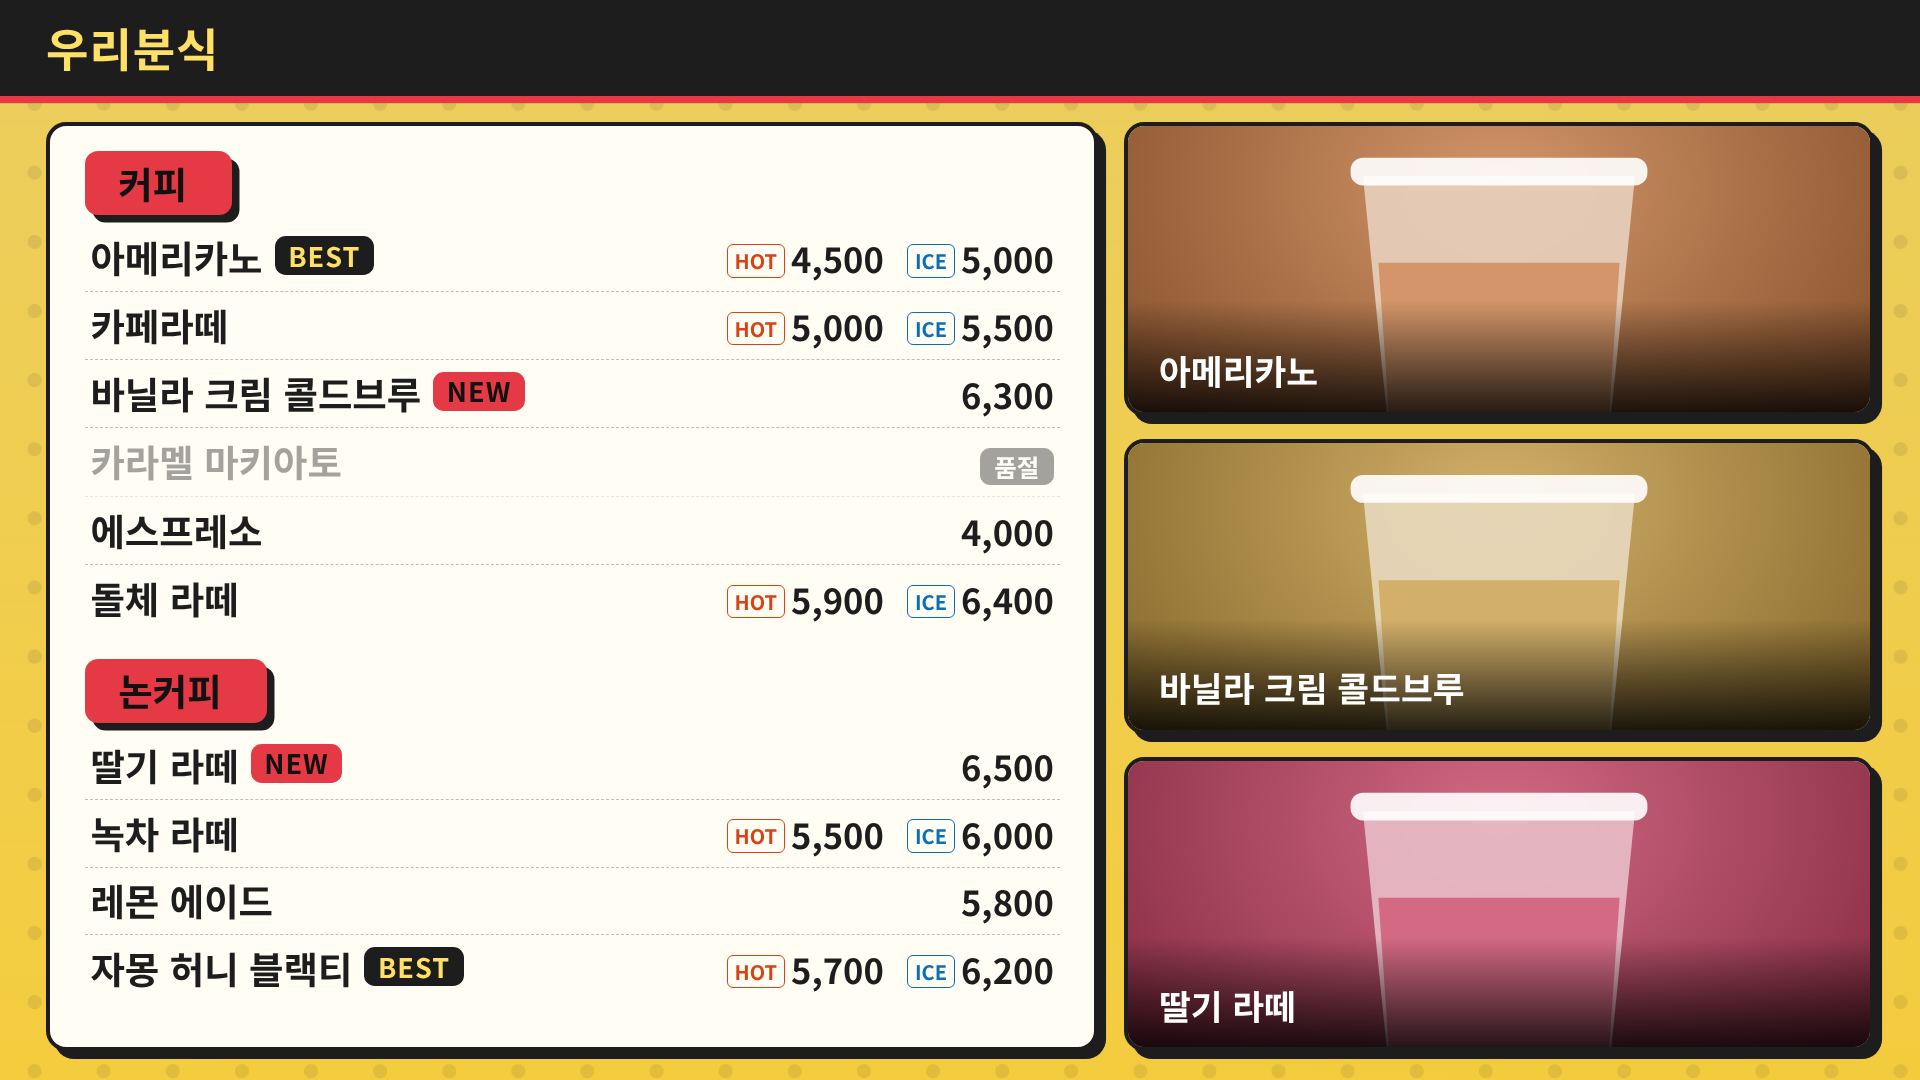 우리분식
커피
아메리카노 BEST HOT 4,500 ICE 5,000
카페라떼 HOT 5,000 ICE 5,500
바닐라 크림 콜드브루 NEW 6,300
카라멜 마키아토 품절
에스프레소 4,000
돌체 라떼 HOT 5,900 ICE 6,400
논커피
딸기 라떼 NEW 6,500
녹차 라떼 HOT 5,500 ICE 6,000
레몬 에이드 5,800
자몽 허니 블랙티 BEST HOT 5,700 ICE 6,200
아메리카노
바닐라 크림 콜드브루
딸기 라떼